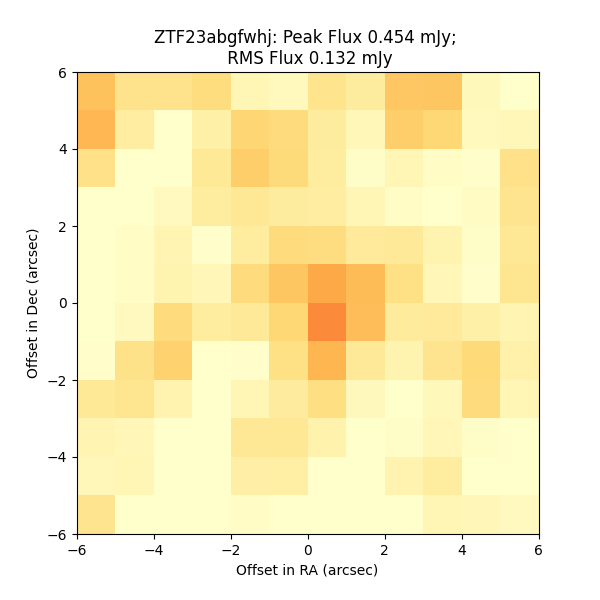 ZTF23abgfwhj: Peak Flux 0.454 mJy;
RMS Flux 0.132 mJy
6
4
2
0
−2
−4
−6
Offset in Dec (arcsec)
−6 −4 −2 0 2 4 6
Offset in RA (arcsec)